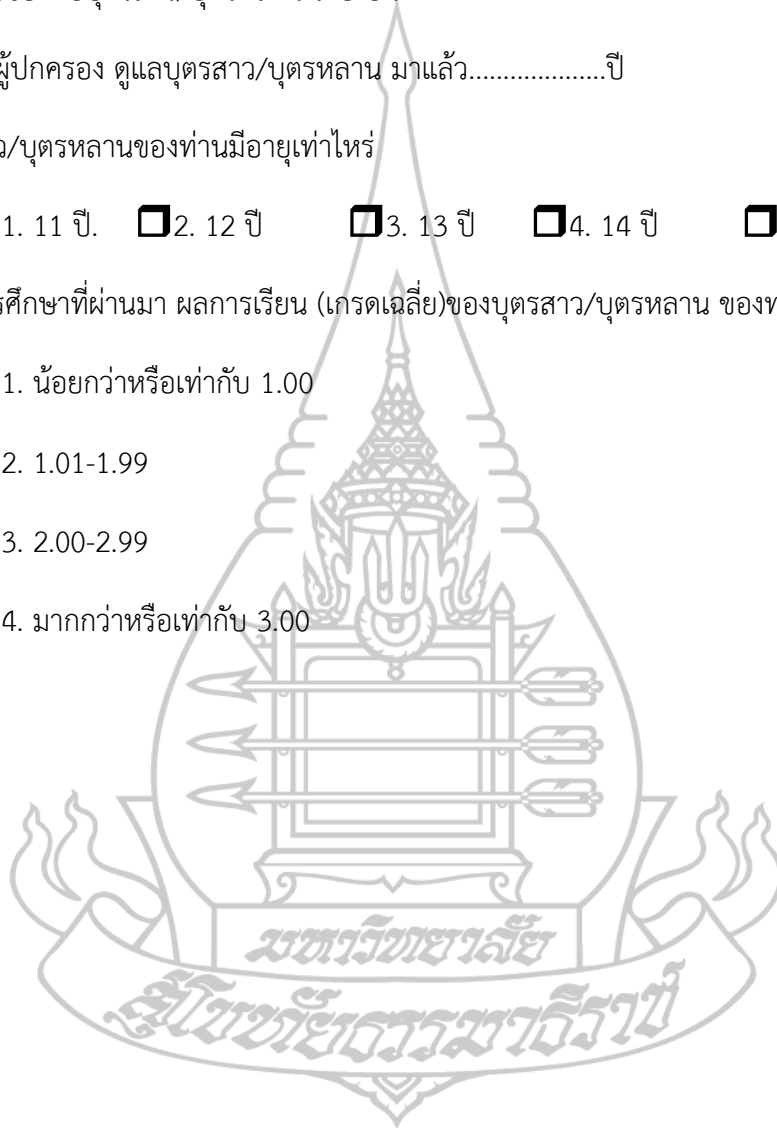 ผู้ปกครอง ดูแลบุตรสาว/บุตรหลาน มาแล้ว....................ปี
/บุตรหลานของท่านมีอายุเท่าไหร่
1. 11 ปี. 2. 12 ปี 3. 13 ปี 4. 14 ปี
ศึกษาที่ผ่านมา ผลการเรียน (เกรดเฉลี่ย)ของบุตรสาว/บุตรหลาน ของ
1. น้อยกว่าหรือเท่ากับ 1.00
2. 1.01-1.99
3. 2.00-2.99
4. มากกว่าหรือเท่ากับ 3.00
มหาวิทยาลัย
สุโขทัยธรรมาธิราช